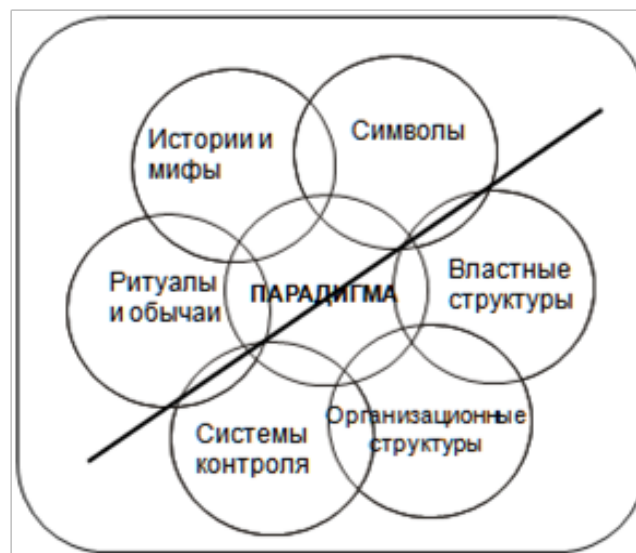 Истории и
мифы
Символы
Ритуалы
и обычаи
ПАРАДИГМА
Властные
структуры
Системы
контроля
Организационные
структуры